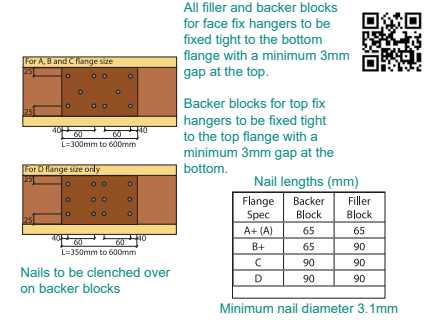 All filler and backer blocks
for face fix hangers to be
fixed tight to the bottom
flange with a minimum 3mm
gap at the top.
Backer blocks for top fix
hangers to be fixed tight
to the top flange with a
minimum 3mm gap at the
bottom.
For A, B and C flange size
25
25
40 60 60 40
L=300mm to 600mm
For D flange size only
25
25
40 60 60 40
L=350mm to 600mm
Nails to be clenched over
on backer blocks
Nail lengths (mm)
Flange Spec Backer Block Filler Block
A+ (A) 65 65
B+ 65 90
C 90 90
D 90 90
Minimum nail diameter 3.1mm